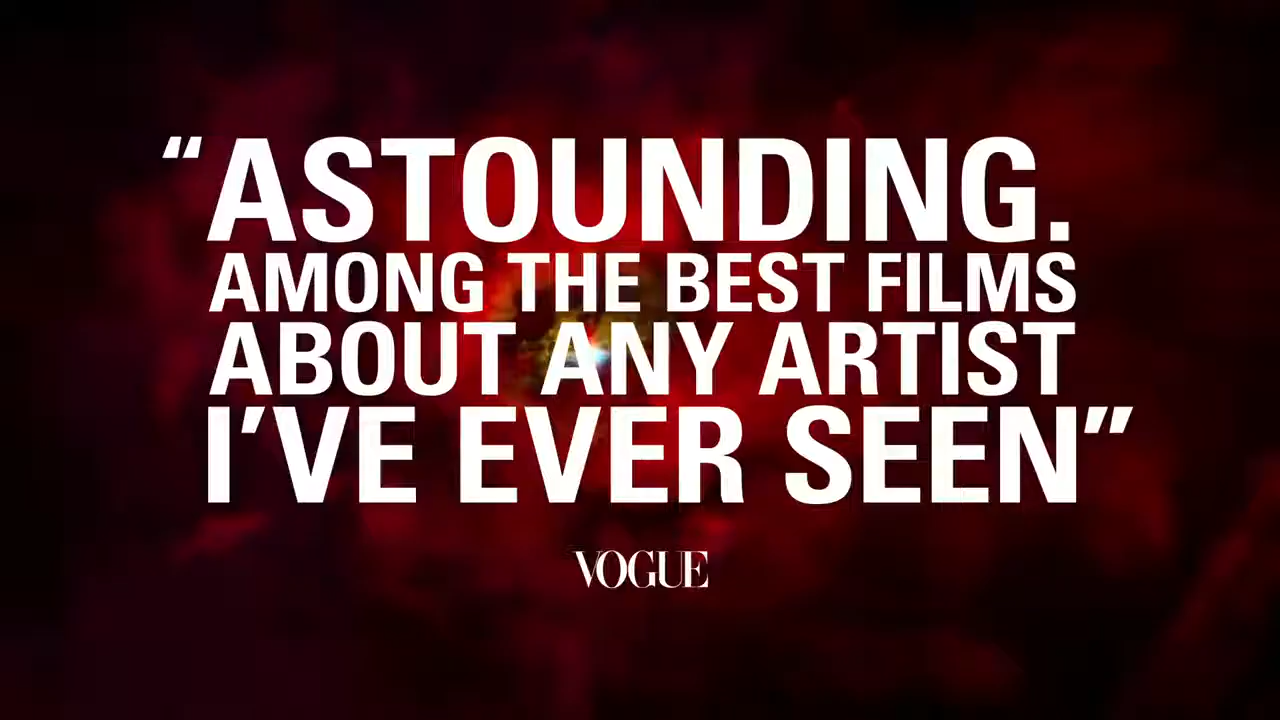 “ASTOUNDING.
AMONG THE BEST FILMS
ABOUT ANY ARTIST
I’VE EVER SEEN”
VOGUE